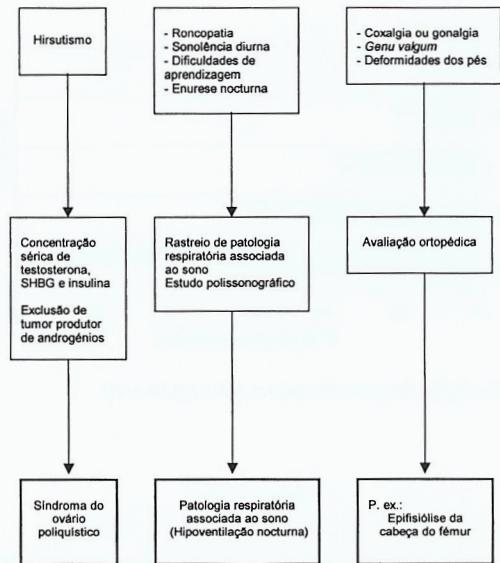 Hirsutismo
- Roncopatia
- Sonolência diurna
- Dificuldades de
aprendizagem
- Enurese nocturna
- Coxalgia ou gonalgia
- Genu valgum
- Deformidades dos pés
Concentração
sérica de
testosterona,
SHBG e insulina
Exclusão de
tumor produtor
de androgénios
Rastreio de patologia
respiratória associada
ao sono
Estudo polissonográfico
Avaliação ortopédica
Síndroma do
ovário
poliquístico
Patologia respiratória
associada ao sono
(Hipoventilação nocturna)
P. ex.:
Epifisiólise da
cabeça do fémur